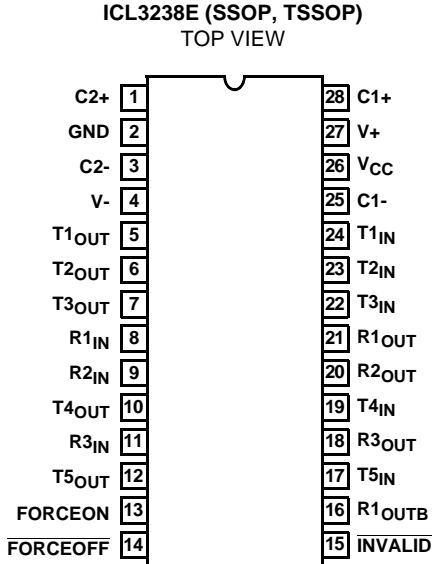 ICL3238E (SSOP, TSSOP)
TOP VIEW
C2+ 1 28 C1+
GND 2 27 V+
C2- 3 26 VCC
V- 4 25 C1-
T1OUT 5 24 T1IN
T2OUT 6 23 T2IN
T3OUT 7 22 T3IN
R1IN 8 21 R1OUT
R2IN 9 20 R2OUT
T4OUT 10 19 T4IN
R3IN 11 18 R3OUT
T5OUT 12 17 T5IN
FORCEON 13 16 R1OUTB
FORCEOFF 14 15 INVALID